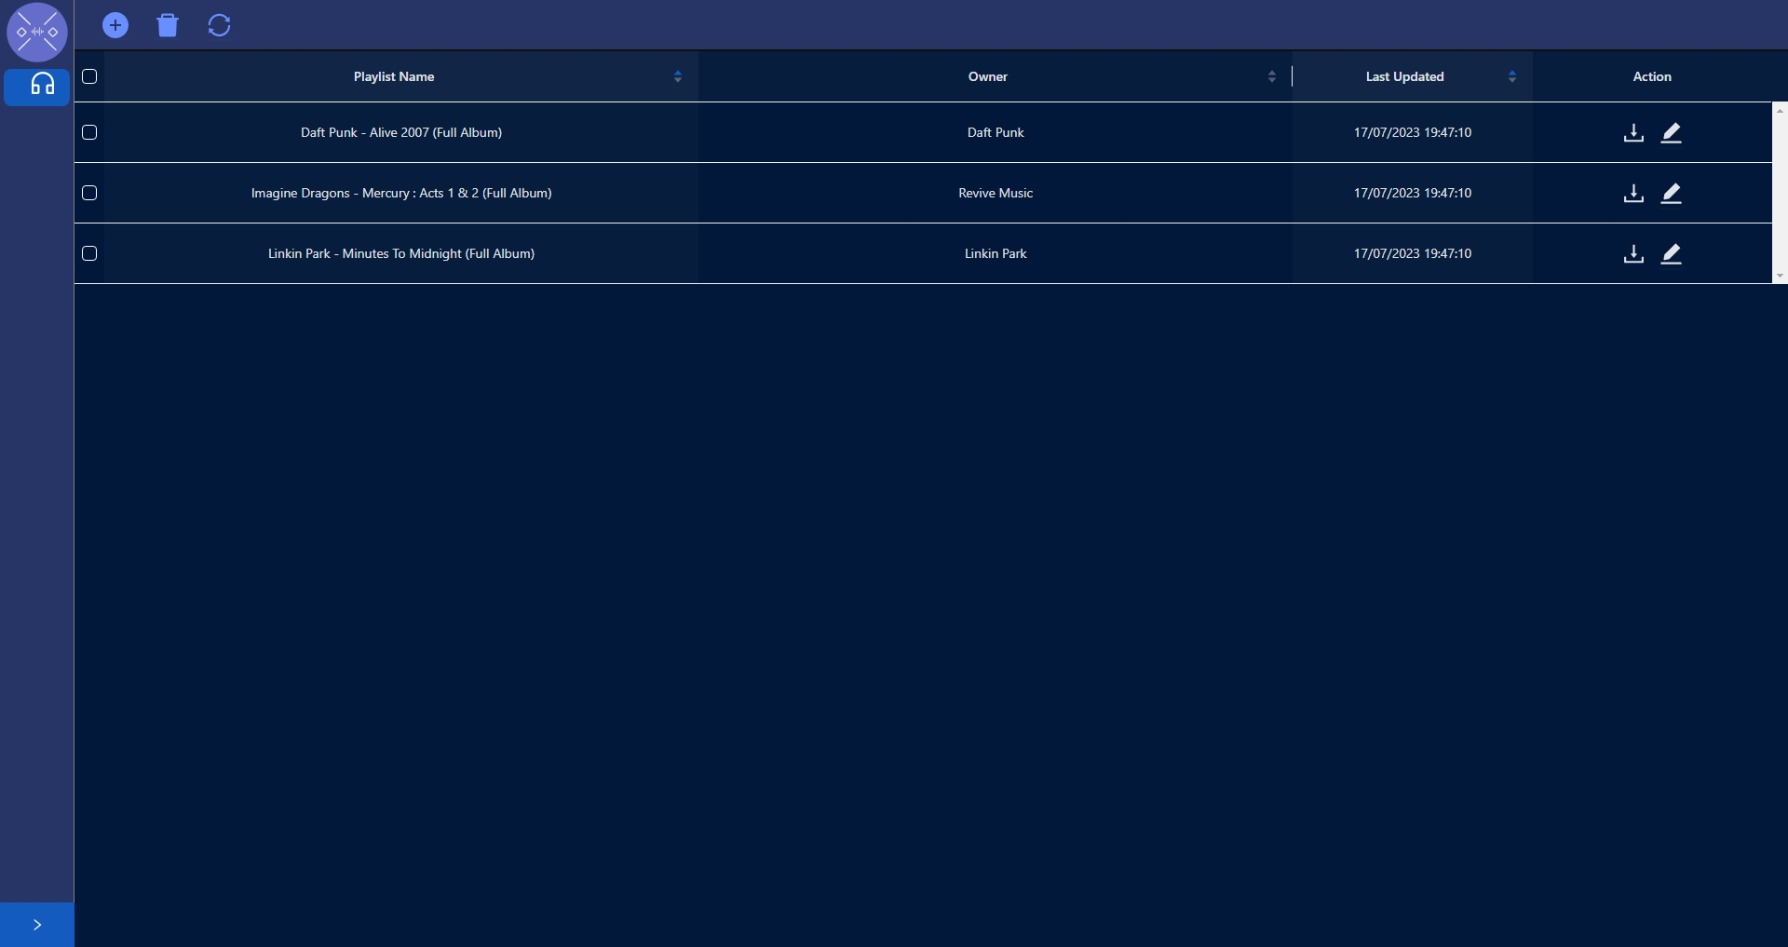 Playlist Name Owner Last Updated Action
Daft Punk - Alive 2007 (Full Album) Daft Punk 17/07/2023 19:47:10
Imagine Dragons - Mercury : Acts 1 & 2 (Full Album) Revive Music 17/07/2023 19:47:10
Linkin Park - Minutes To Midnight (Full Album) Linkin Park 17/07/2023 19:47:10